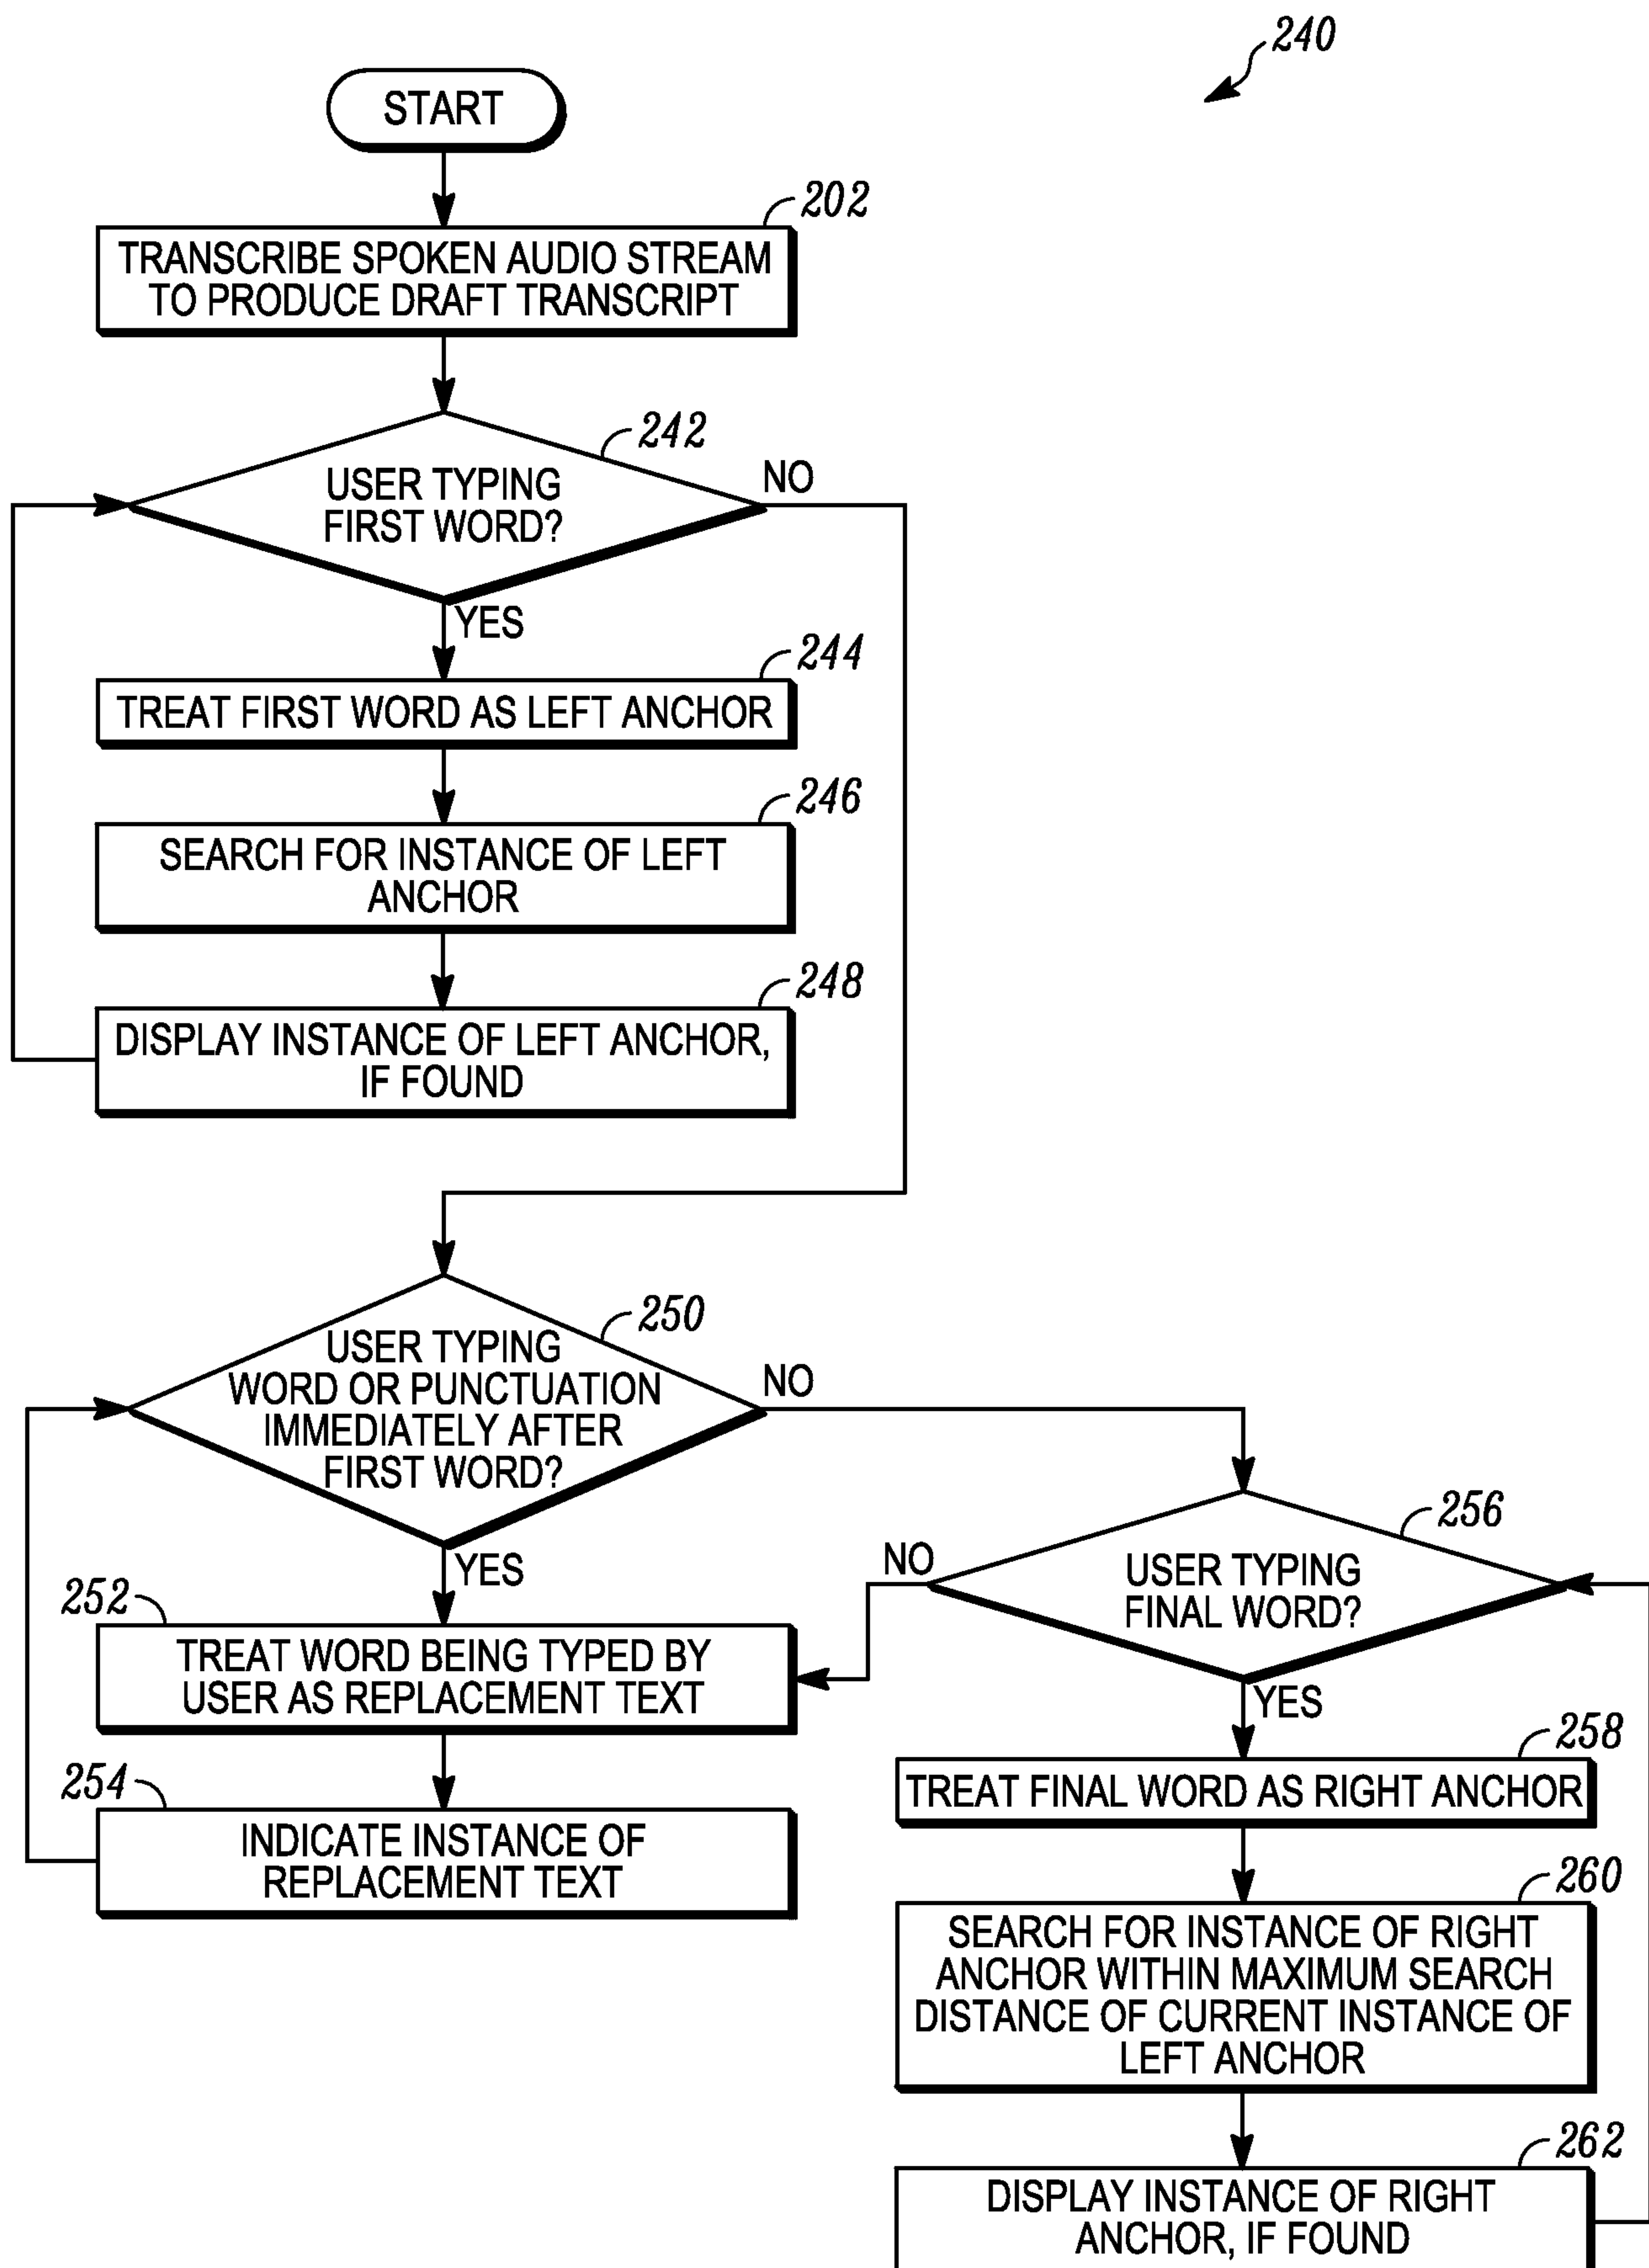 240
START
202
TRANSCRIBE SPOKEN AUDIO STREAM
TO PRODUCE DRAFT TRANSCRIPT
242
USER TYPING
FIRST WORD?
NO
YES
244
TREAT FIRST WORD AS LEFT ANCHOR
246
SEARCH FOR INSTANCE OF LEFT
ANCHOR
248
DISPLAY INSTANCE OF LEFT ANCHOR,
IF FOUND
250
USER TYPING
WORD OR PUNCTUATION
IMMEDIATELY AFTER
FIRST WORD?
NO
YES
252
TREAT WORD BEING TYPED BY
USER AS REPLACEMENT TEXT
254
INDICATE INSTANCE OF
REPLACEMENT TEXT
256
USER TYPING
FINAL WORD?
NO
YES
258
TREAT FINAL WORD AS RIGHT ANCHOR
260
SEARCH FOR INSTANCE OF RIGHT
ANCHOR WITHIN MAXIMUM SEARCH
DISTANCE OF CURRENT INSTANCE OF
LEFT ANCHOR
262
DISPLAY INSTANCE OF RIGHT
ANCHOR, IF FOUND